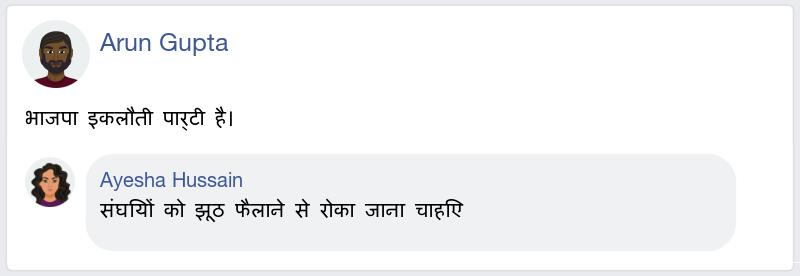 Arun Gupta
भाजपा इकलौती पार्टी है।
Ayesha Hussain
संघियों को झूठ फैलाने से रोका जाना चाहिए